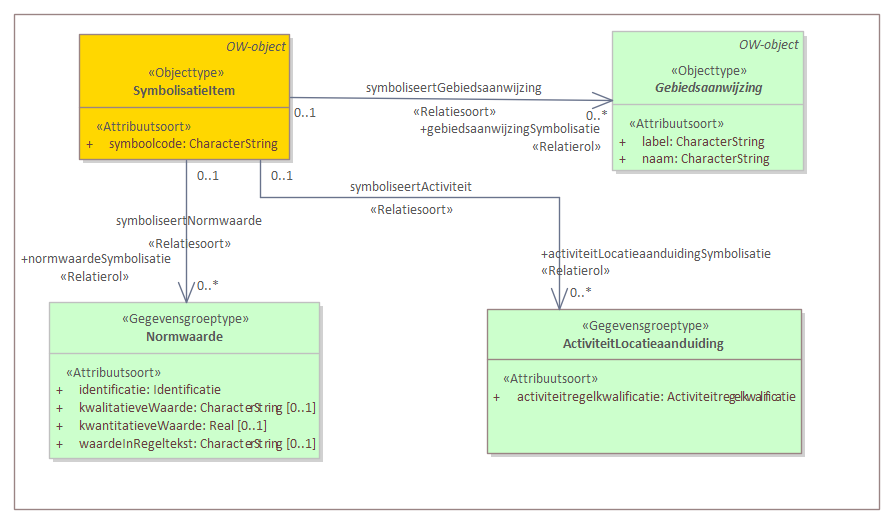 OW-object
«Objecttype»
SymbolisatieItem
«Attribuutsoort»
+ symboolcode: CharacterString
symboliseertGebiedsaanwijzing
0..1
«Relatiesoort»
0..*
+gebiedsaanwijzingSymbolisatie
«Relatierol»
OW-object
«Objecttype»
Gebiedsaanwijzing
«Attribuutsoort»
+ label: CharacterString
+ naam: CharacterString
0..1
0..1
symboliseertActiviteit
«Relatiesoort»
symboliseertNormwaarde
«Relatiesoort»
+normwaardeSymbolisatie
«Relatierol»
0..*
+activiteitLocatieaanduidingSymbolisatie
«Relatierol»
0..*
«Gegevensgroeptype»
Normwaarde
«Attribuutsoort»
+ identificatie: Identificatie
+ kwalitatieveWaarde: CharacterString [0..1]
+ kwantitatieveWaarde: Real [0..1]
+ waardeInRegeltekst: CharacterString [0..1]
«Gegevensgroeptype»
ActiviteitLocatieaanduiding
«Attribuutsoort»
+ activiteitregelkwalificatie: Activiteitregelkwalificatie